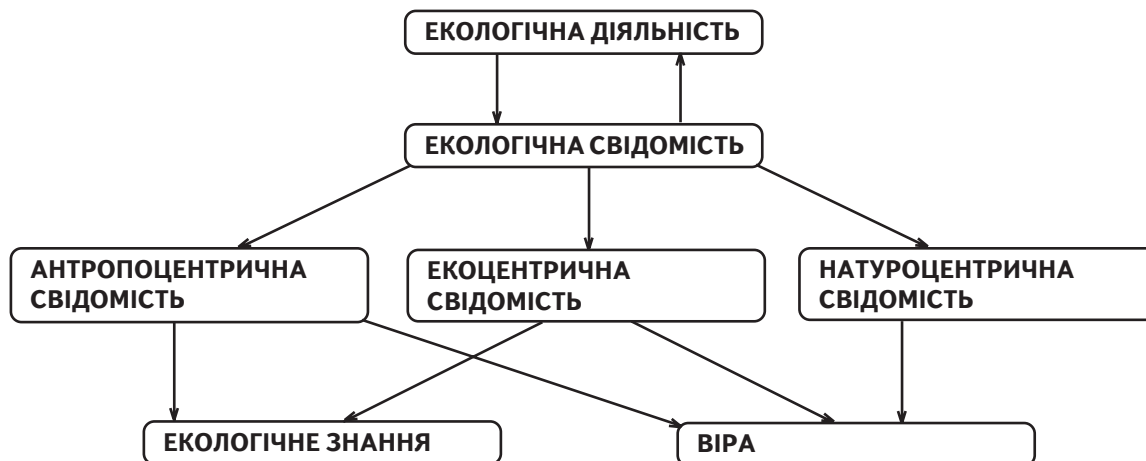 ЕКОЛОГІЧНА ДІЯЛЬНІСТЬ
ЕКОЛОГІЧНА СВІДОМІСТЬ
АНТРОПОЦЕНТРИЧНА
СВІДОМІСТЬ
ЕКОЦЕНТРИЧНА
СВІДОМІСТЬ
НАТУРОЦЕНТРИЧНА
СВІДОМІСТЬ
ЕКОЛОГІЧНЕ ЗНАННЯ
ВІРА